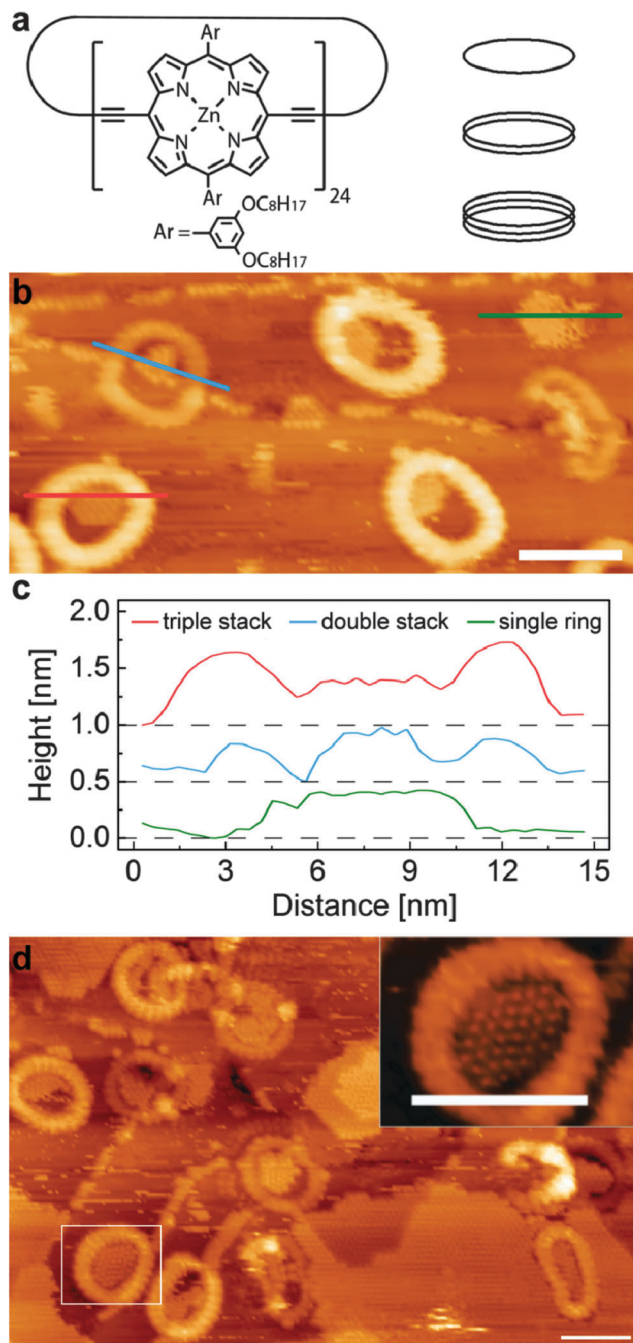 a
Ar
N
N
Zn
N
N
Ar
24
OC8H17
Ar =
OC8H17
b
c
2.0
triple stack
double stack
single ring
1.5
1.0
0.5
0.0
Height [nm]
0
3
6
9
12
15
Distance [nm]
d